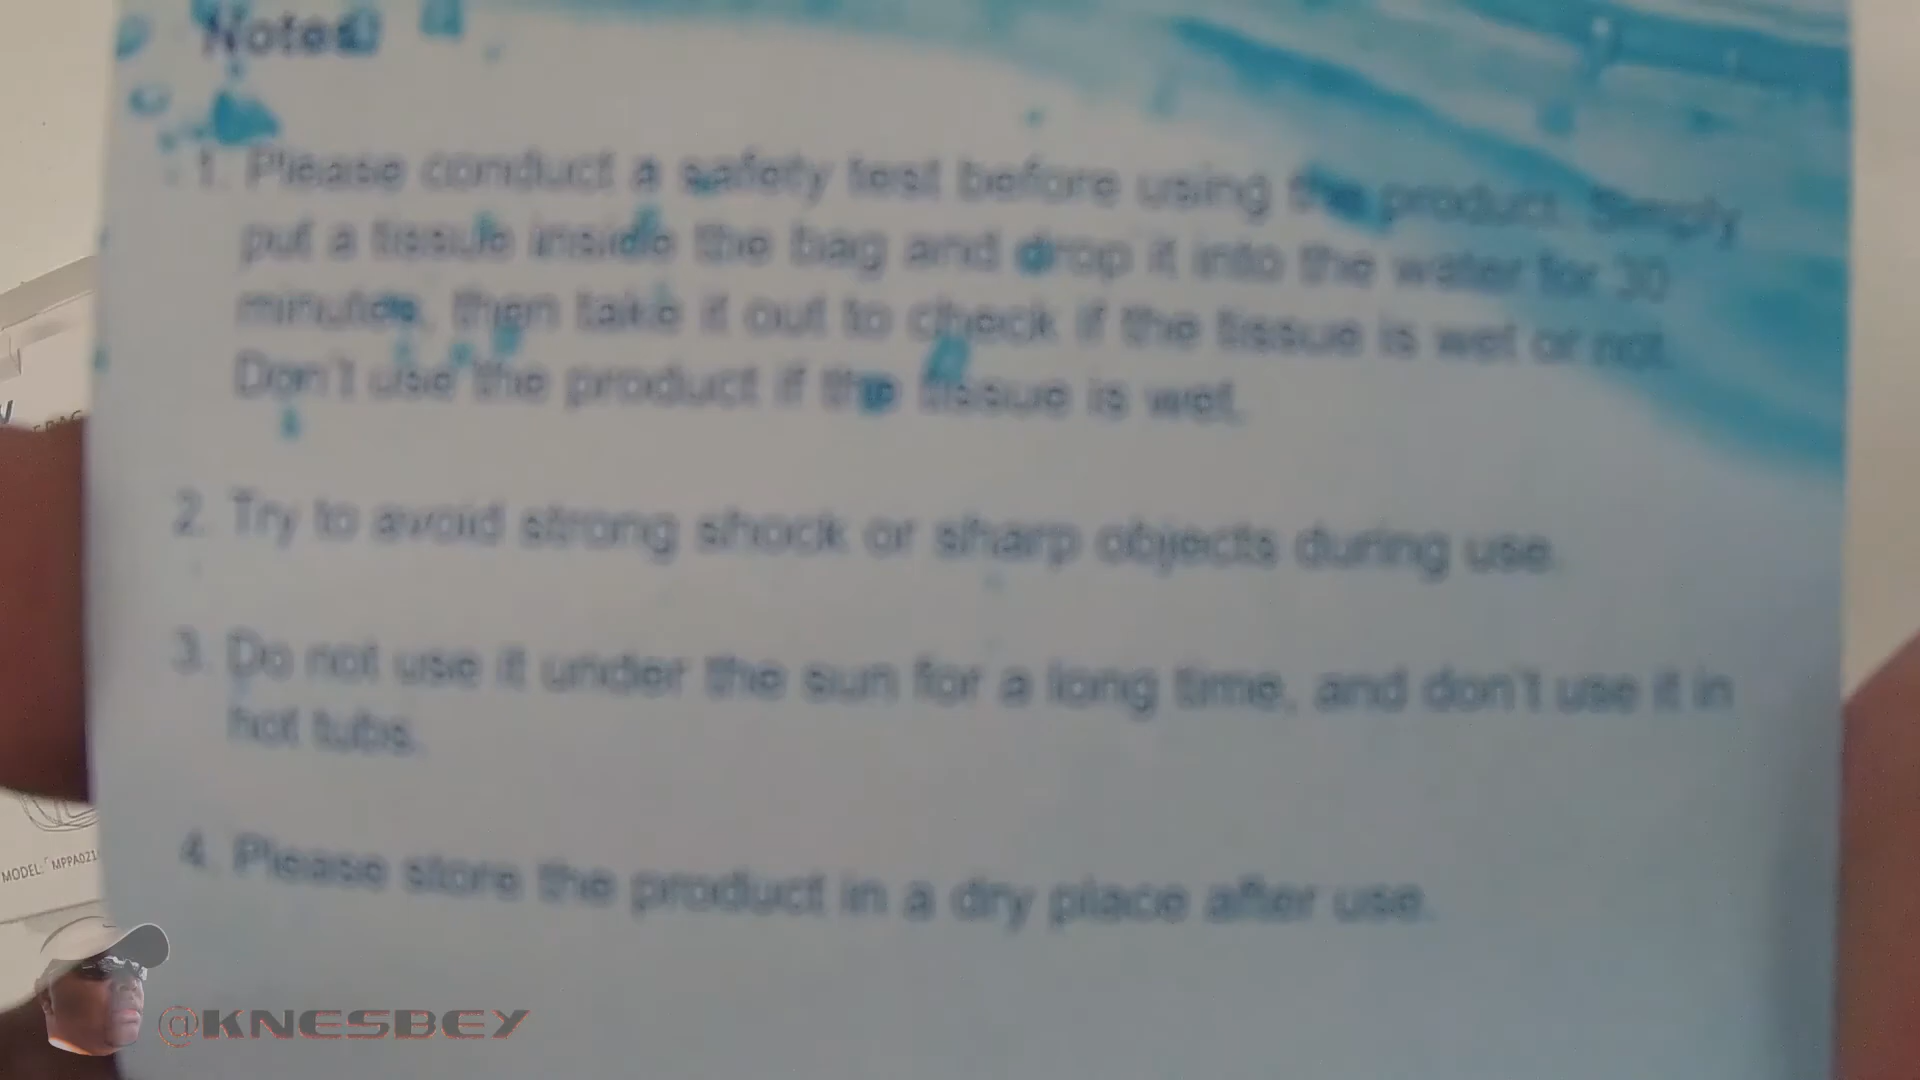 Notes
1. Please conduct a safety test before using the product. Simply
put a tissue inside the bag and drop it into the water for 30
minutes, then take it out to check if the tissue is wet or not.
Don't use the product if the tissue is wet.
2. Try to avoid strong shock or sharp objects during use.
3. Do not use it under the sun for a long time, and don't use it in
hot tubs.
4. Please store the product in a dry place after use.
MODEL: MPPA021
@KNESBEY